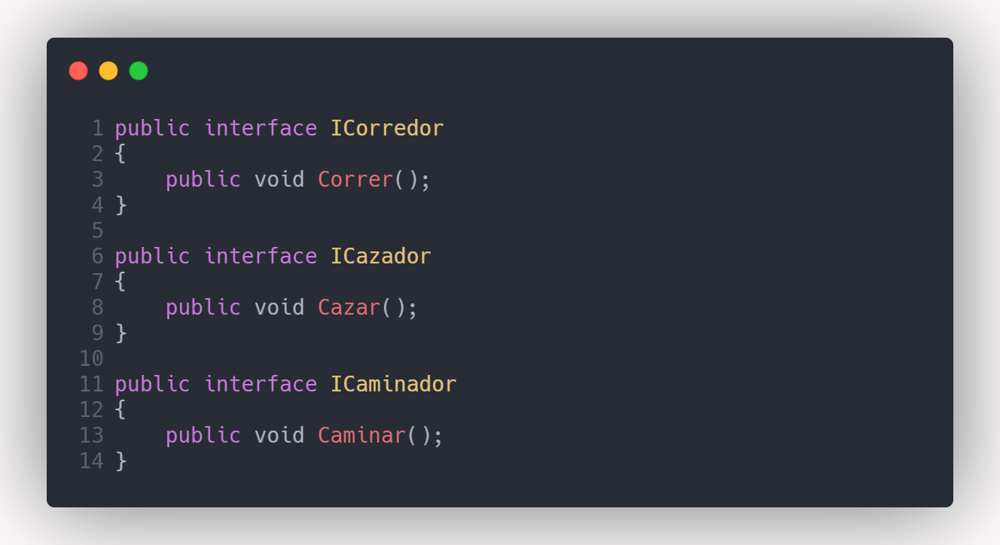 1 public interface ICorredor
2 {
3     public void Correr();
4 }
5
6 public interface ICazador
7 {
8     public void Cazar();
9 }
10
11 public interface ICaminador
12 {
13     public void Caminar();
14 }